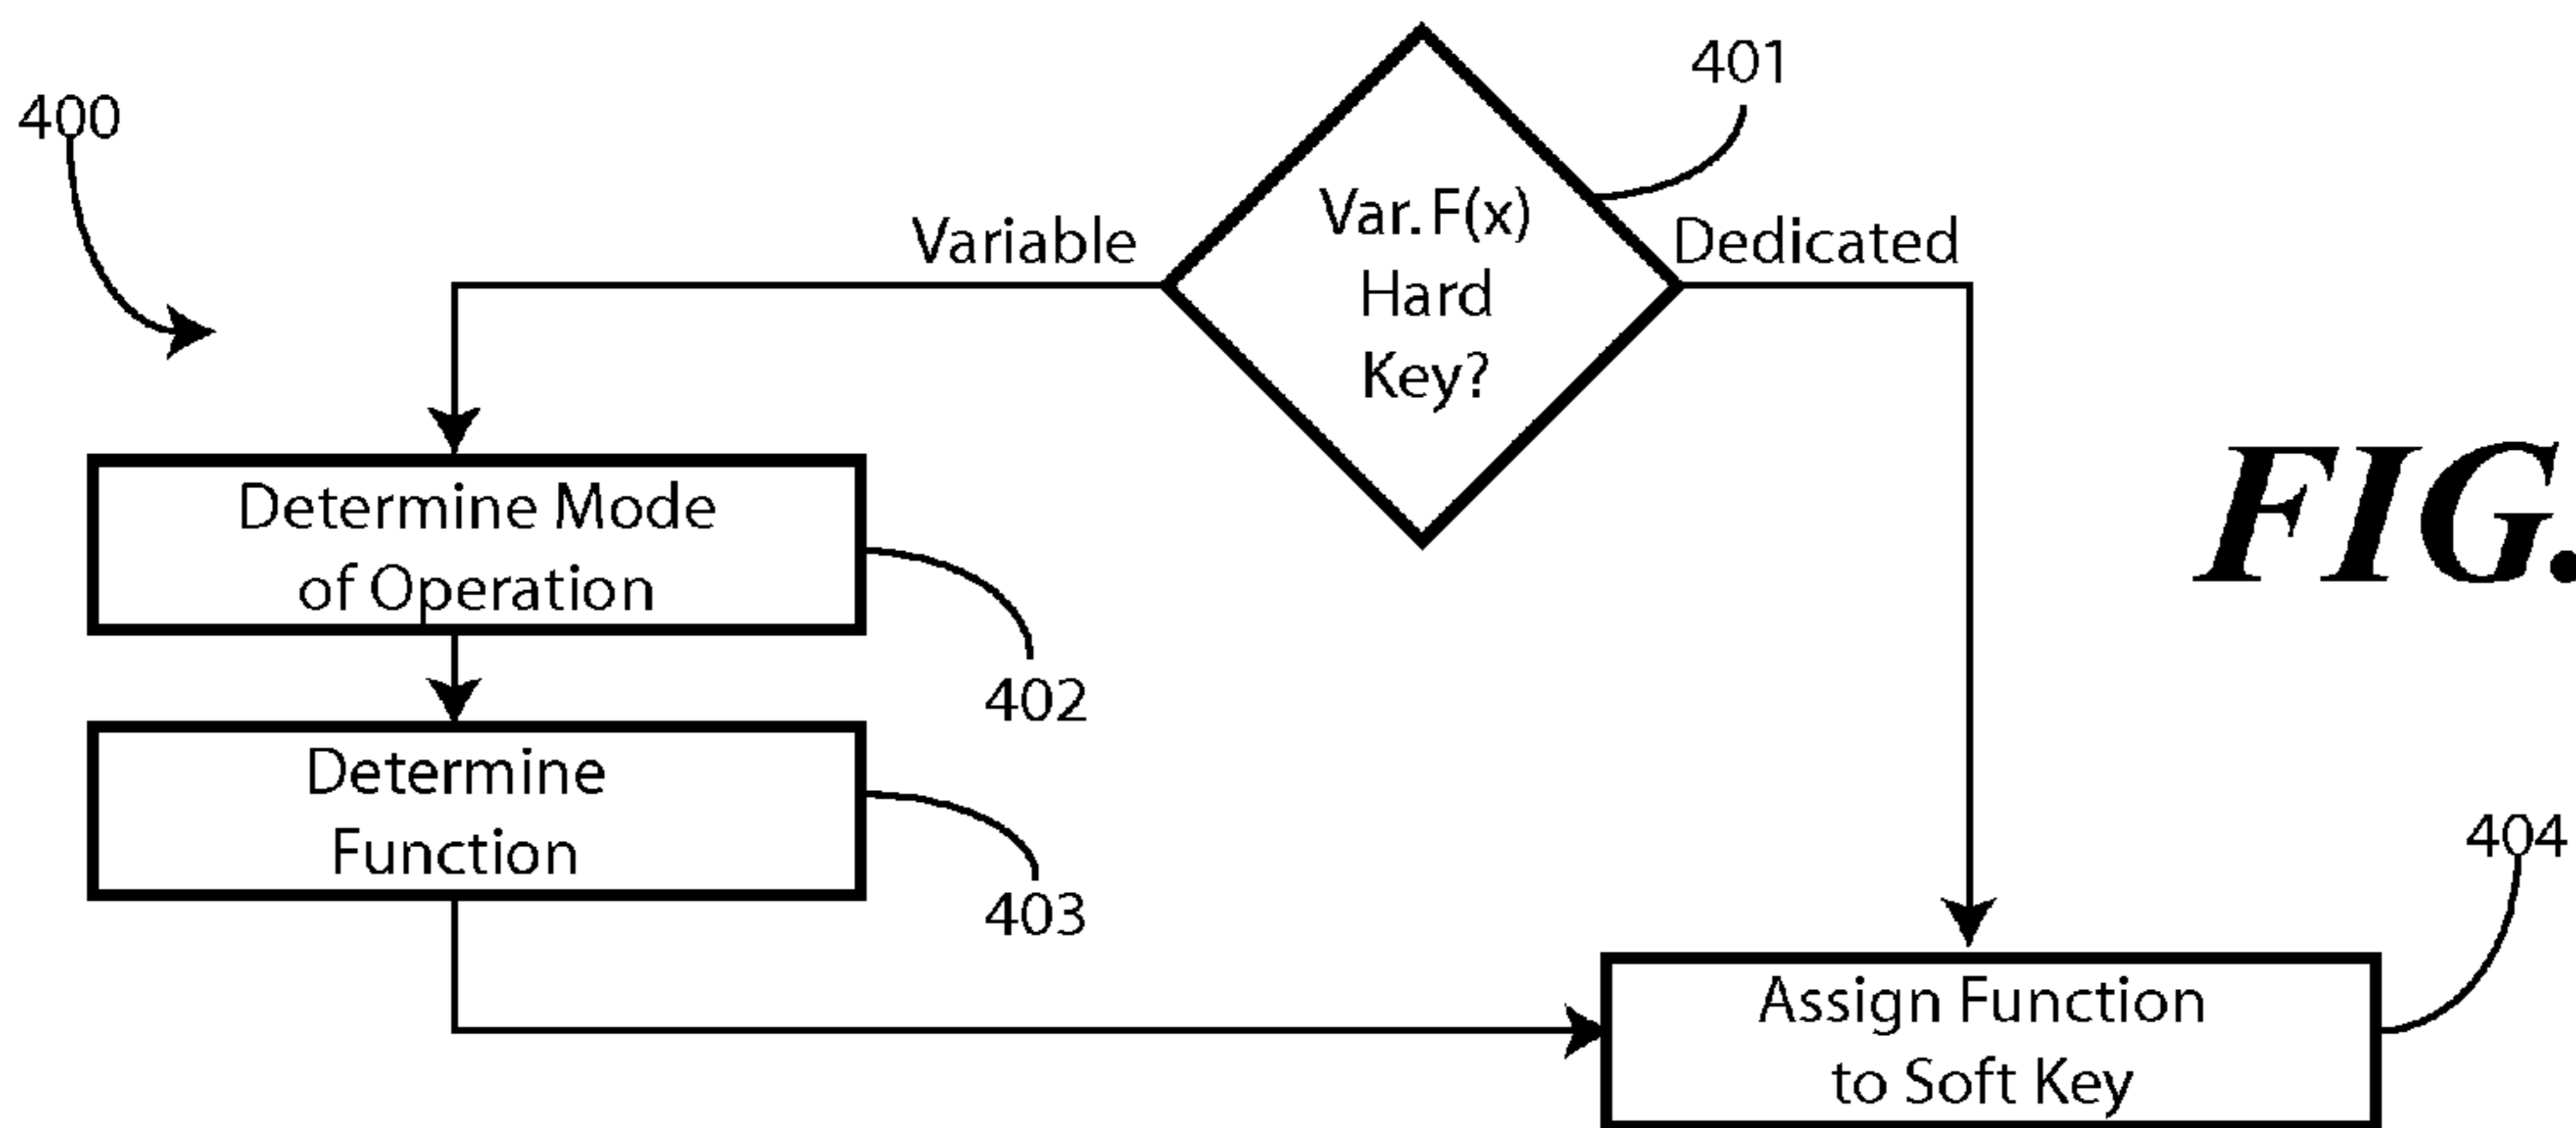 400
401
Var. F(x)
Hard
Key?
Variable
Dedicated
Determine Mode
of Operation
402
FIG.
Determine
Function
403
404
Assign Function
to Soft Key